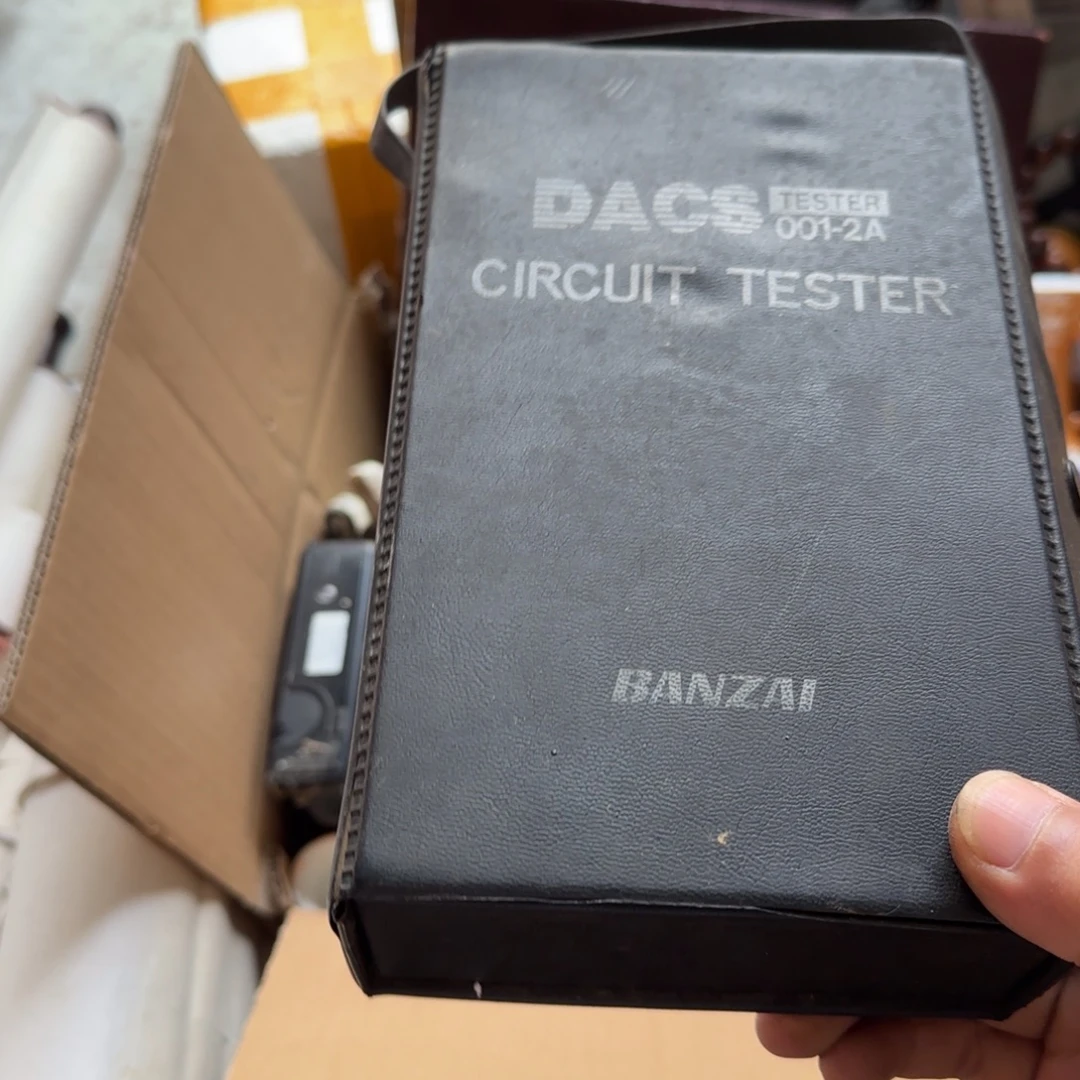 DACS TESTER
001-2A
CIRCUIT TESTER
BANZAI